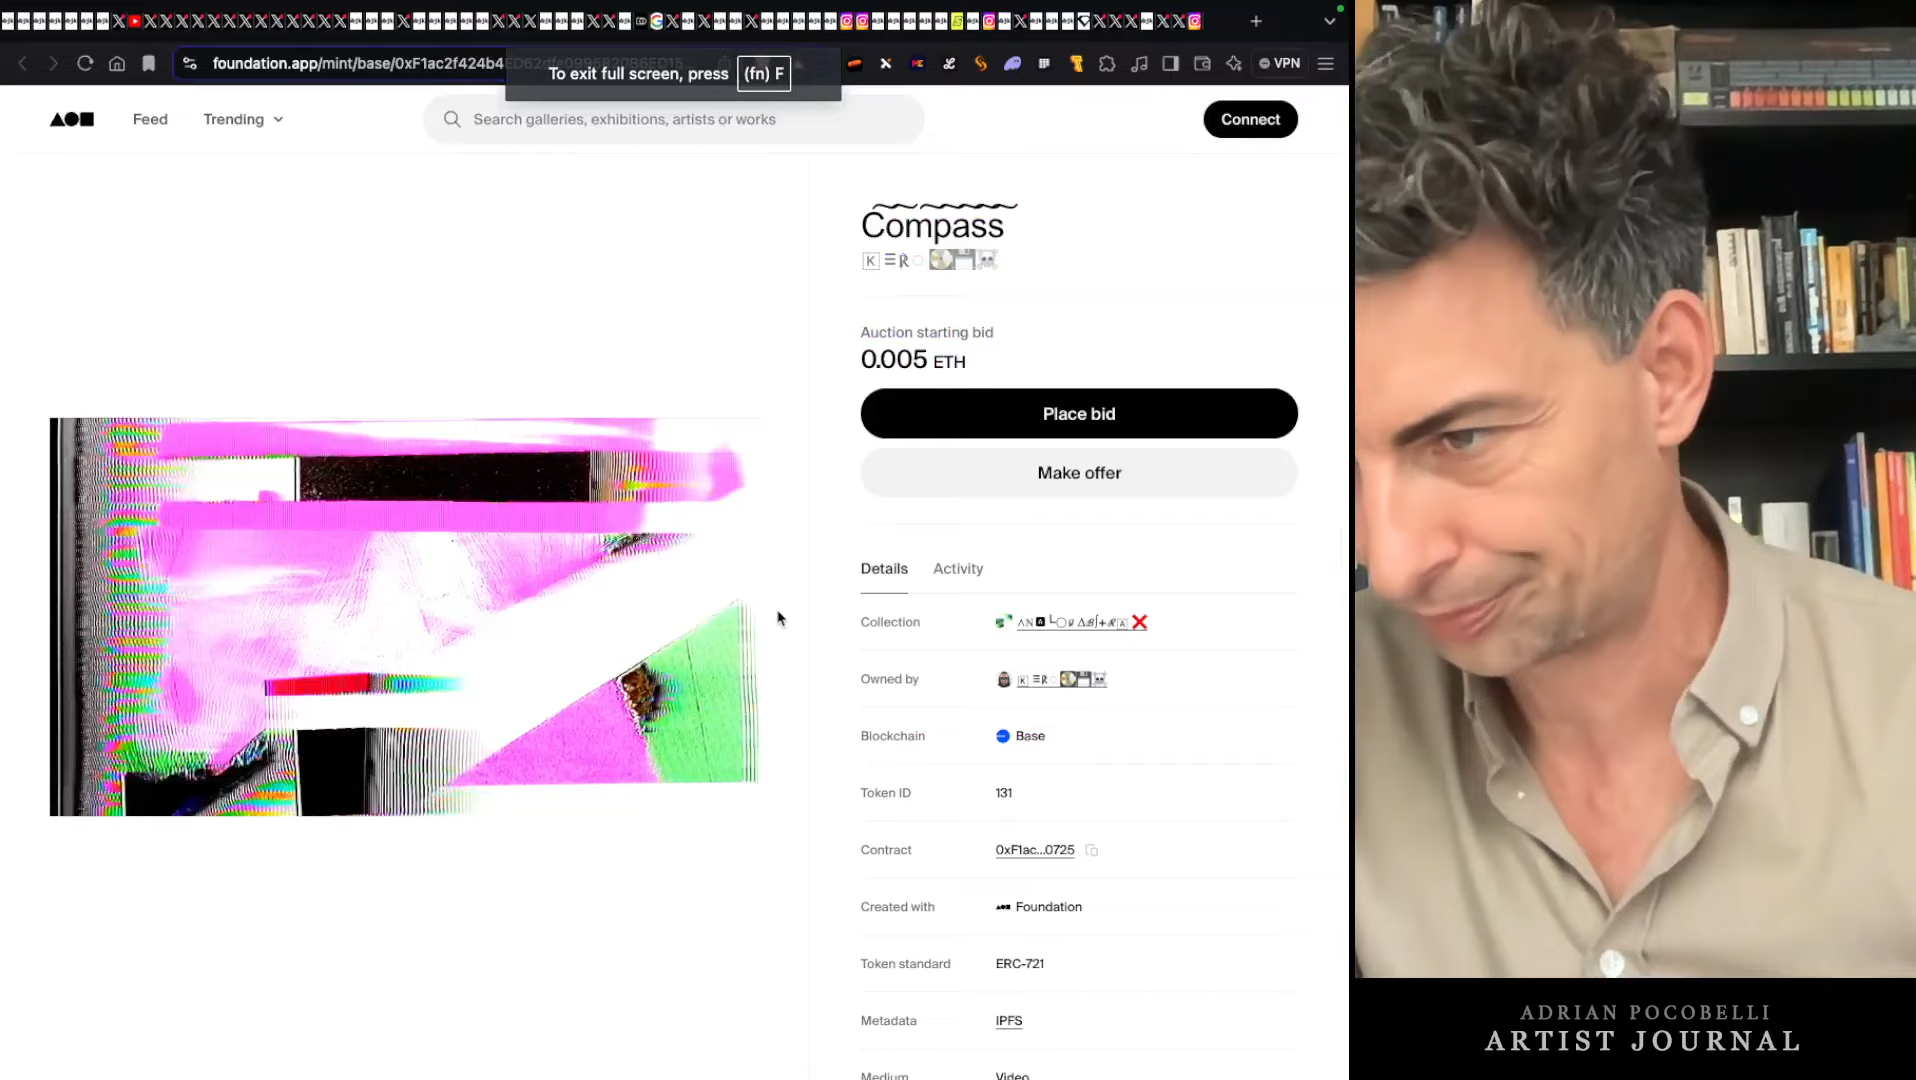 foundation.app/mint/base/0xF1ac2f424b4
To exit full screen, press (fn) F
VPN
Feed
Trending
Search galleries, exhibitions, artists or works
Connect
Compass
Auction starting bid
0.005 ETH
Place bid
Make offer
Details
Activity
Collection
Owned by
Blockchain
Base
Token ID
131
Contract
0xF1ac...0725
Created with
Foundation
Token standard
ERC-721
Metadata
IPFS
Medium
Video
ADRIAN POCOBELLI
ARTIST JOURNAL